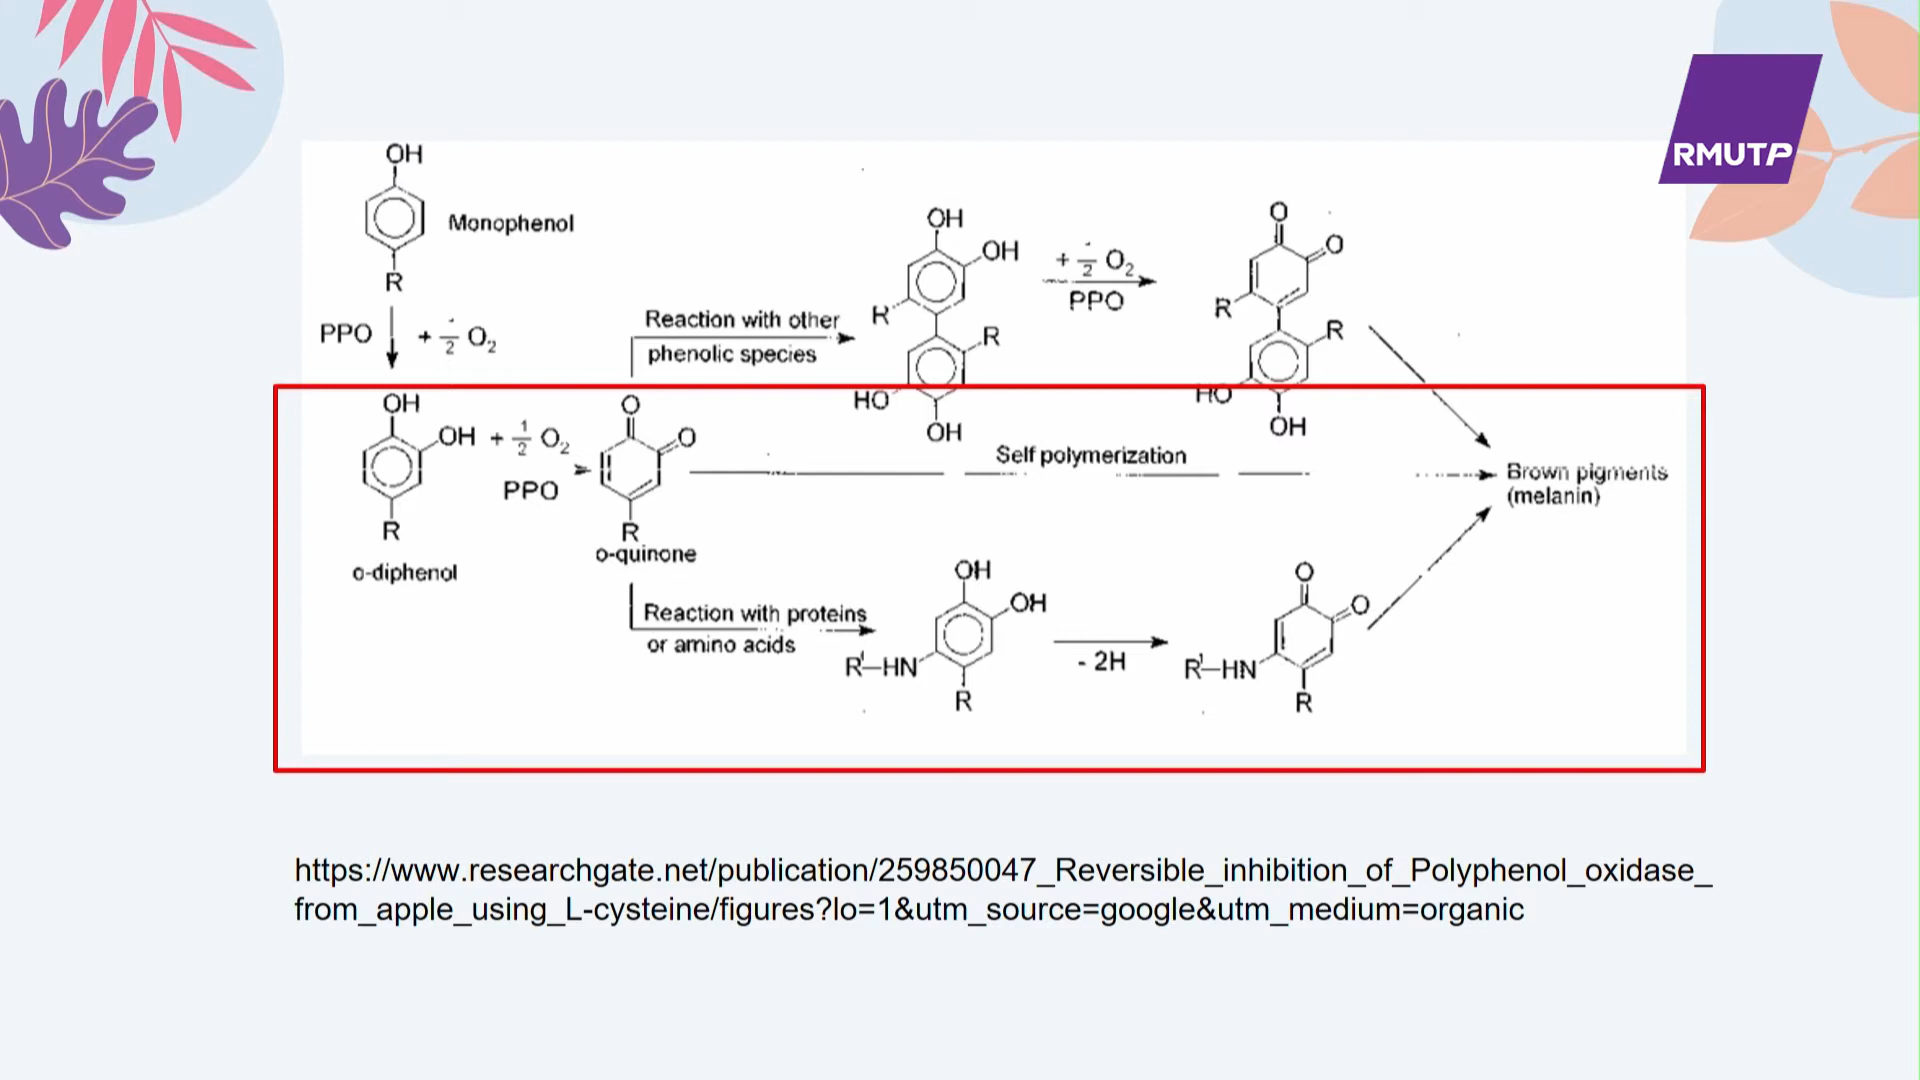 RMUTP
OH
Monophenol
R
PPO
+ 1/2 O2
Reaction with other
phenolic species
OH
OH
R
R
HO
OH
+ 1/2 O2
PPO
O
O
R
R
HO
OH
OH
OH + 1/2 O2
PPO
R
o-diphenol
O
O
R
o-quinone
Self polymerization
Brown pigments
(melanin)
Reaction with proteins
or amino acids
OH
OH
R1-HN
R
- 2H
O
O
R1-HN
R
https://www.researchgate.net/publication/259850047_Reversible_inhibition_of_Polyphenol_oxidase_
from_apple_using_L-cysteine/figures?lo=1&utm_source=google&utm_medium=organic